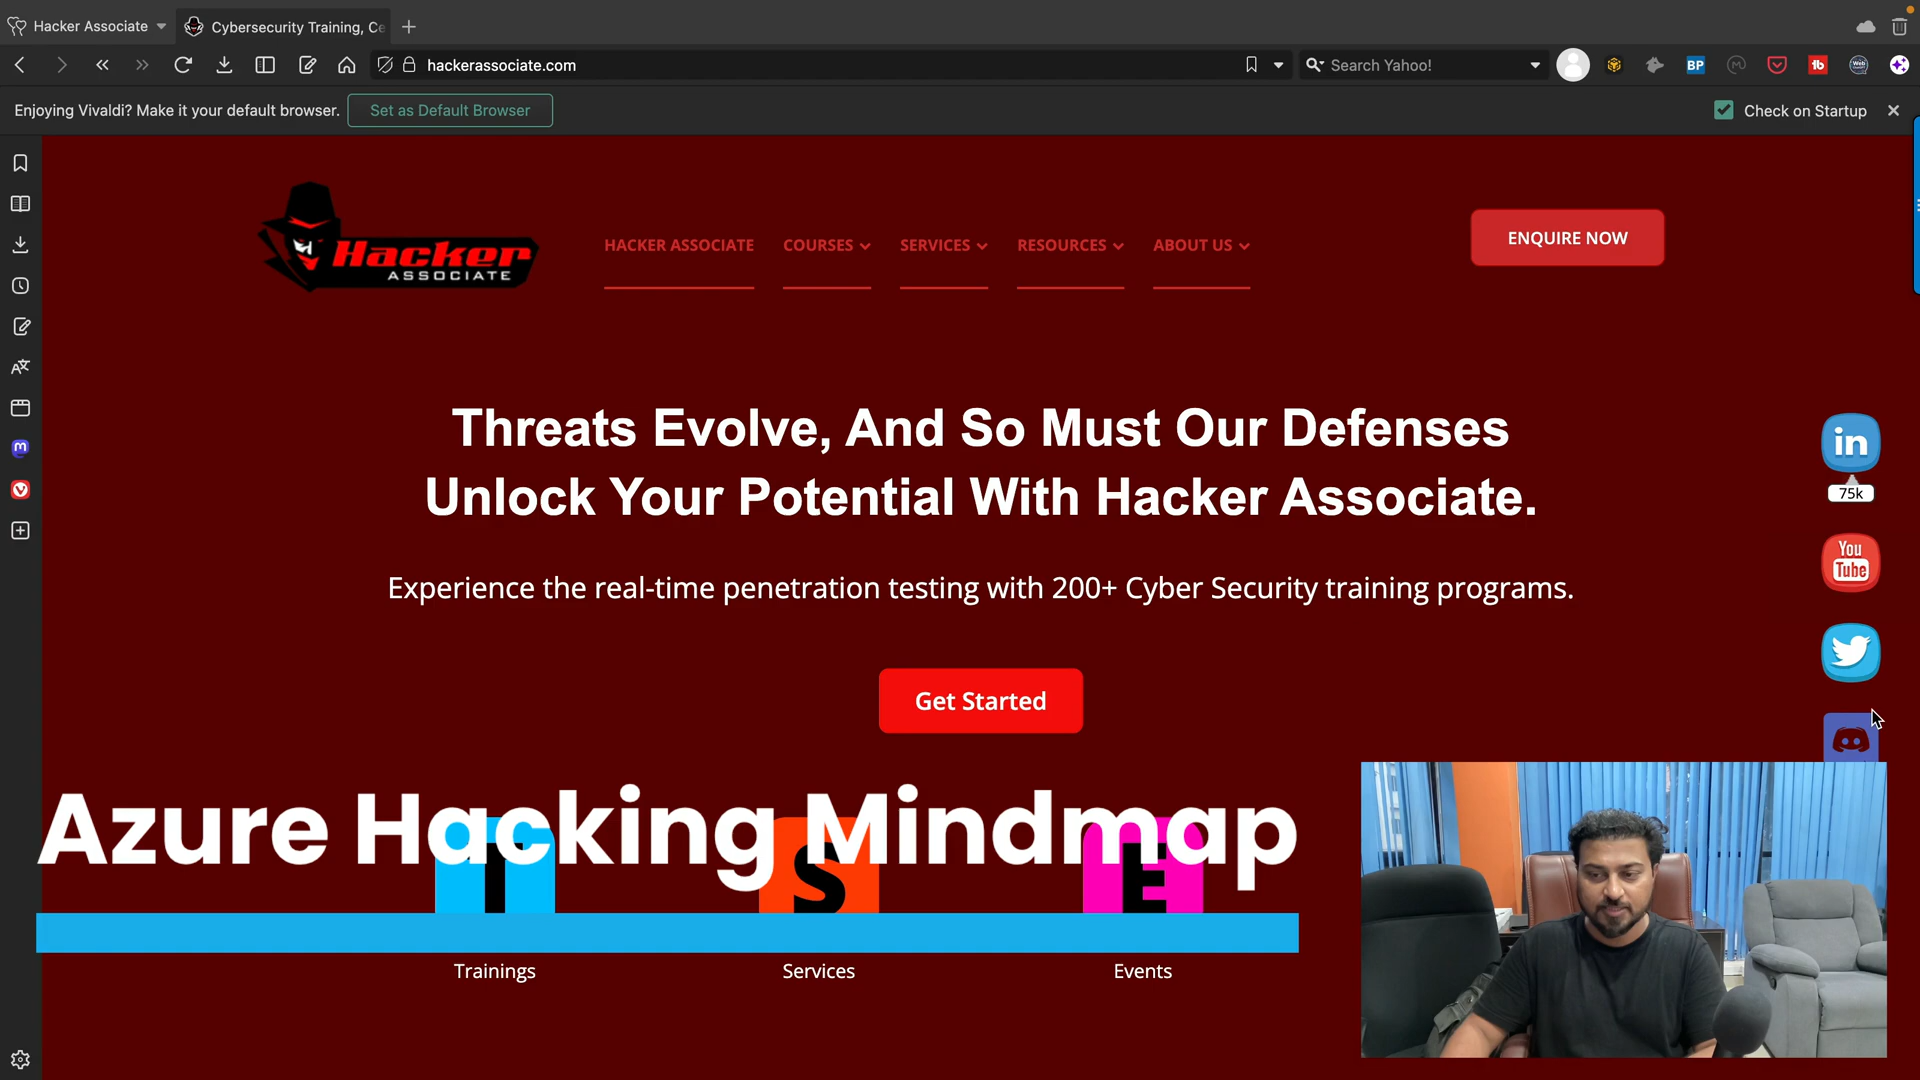 Hacker Associate
Cybersecurity Training, Ce
hackerassociate.com
Search Yahoo!
BP
Enjoying Vivaldi? Make it your default browser.
Set as Default Browser
Check on Startup
Hacker
ASSOCIATE
HACKER ASSOCIATE
COURSES
SERVICES
RESOURCES
ABOUT US
ENQUIRE NOW
Threats Evolve, And So Must Our Defenses
Unlock Your Potential With Hacker Associate.
Experience the real-time penetration testing with 200+ Cyber Security training programs.
Get Started
in
75k
You
Tube
Azure Hacking Mindmap
T
S
E
Trainings
Services
Events